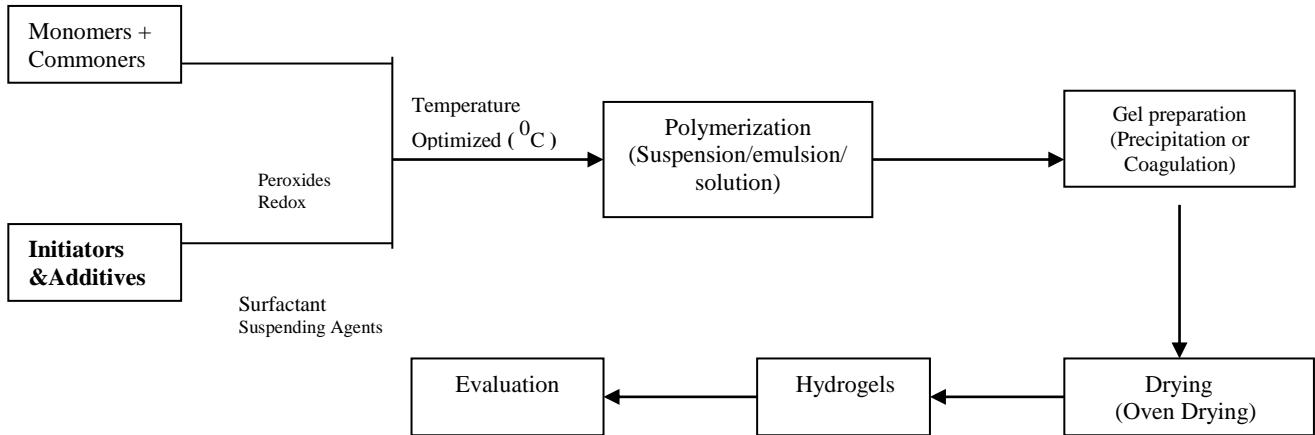 Monomers +
Commoners
Temperature
Optimized ( ⁰C )
Peroxides
Redox
Initiators
&Additives
Surfactant
Suspending Agents
Polymerization
(Suspension/emulsion/
solution)
Gel preparation
(Precipitation or
Coagulation)
Drying
(Oven Drying)
Hydrogels
Evaluation